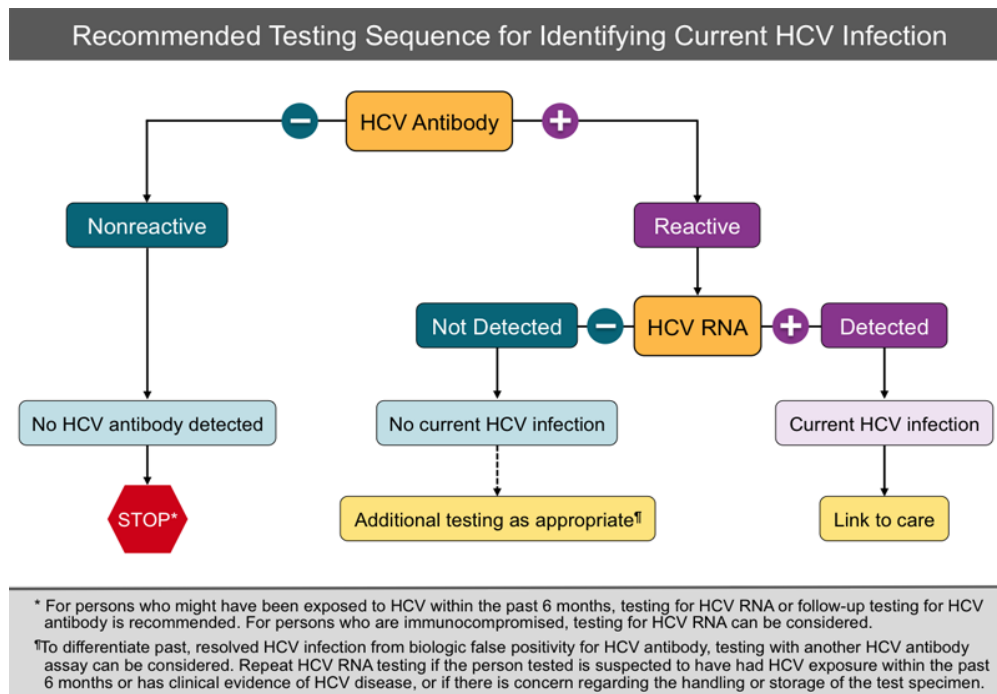 Recommended Testing Sequence for Identifying Current HCV Infection
HCV Antibody
Nonreactive
Reactive
Not Detected
HCV RNA
Detected
No HCV antibody detected
No current HCV infection
Current HCV infection
STOP*
Additional testing as appropriate¶
Link to care
* For persons who might have been exposed to HCV within the past 6 months, testing for HCV RNA or follow-up testing for HCV
antibody is recommended. For persons who are immunocompromised, testing for HCV RNA can be considered.
¶To differentiate past, resolved HCV infection from biologic false positivity for HCV antibody, testing with another HCV antibody
assay can be considered. Repeat HCV RNA testing if the person tested is suspected to have had HCV exposure within the past
6 months or has clinical evidence of HCV disease, or if there is concern regarding the handling or storage of the test specimen.